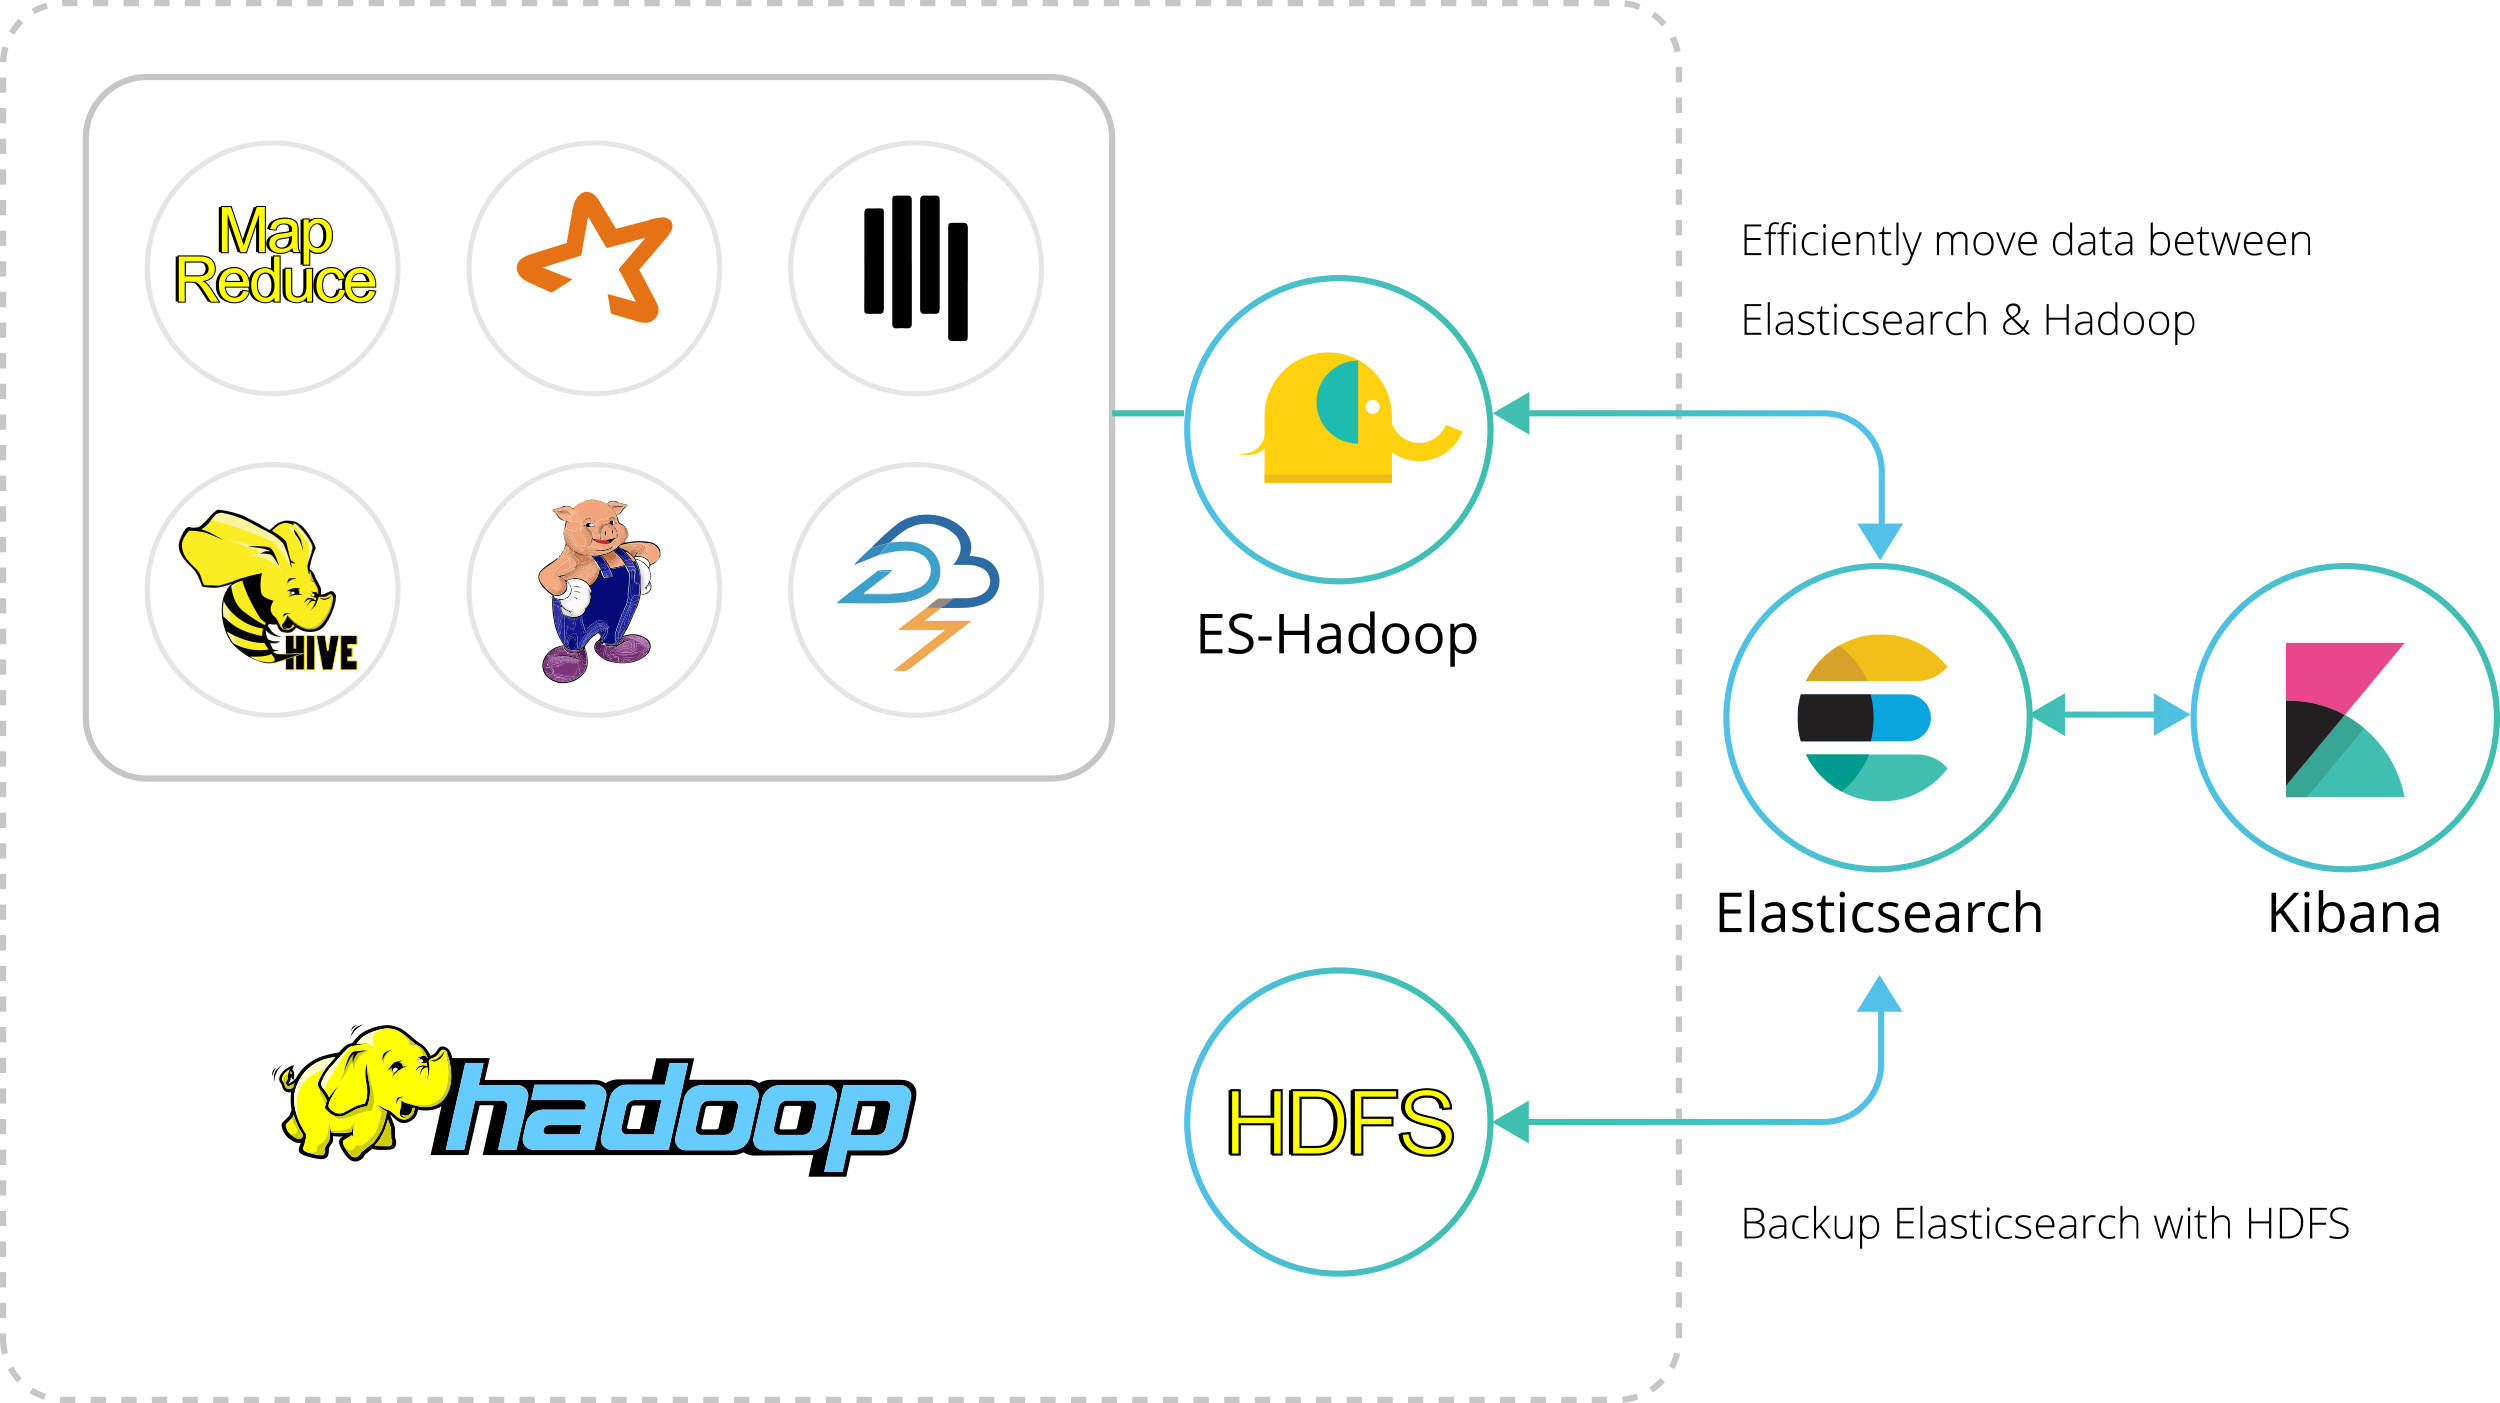 Map
Reduce
HIVE
ES-Hadoop
Efficiently move data between
Elasticsearch & Hadoop
Elasticsearch
Kibana
hadoop
HDFS
Backup Elasticsearch with HDFS